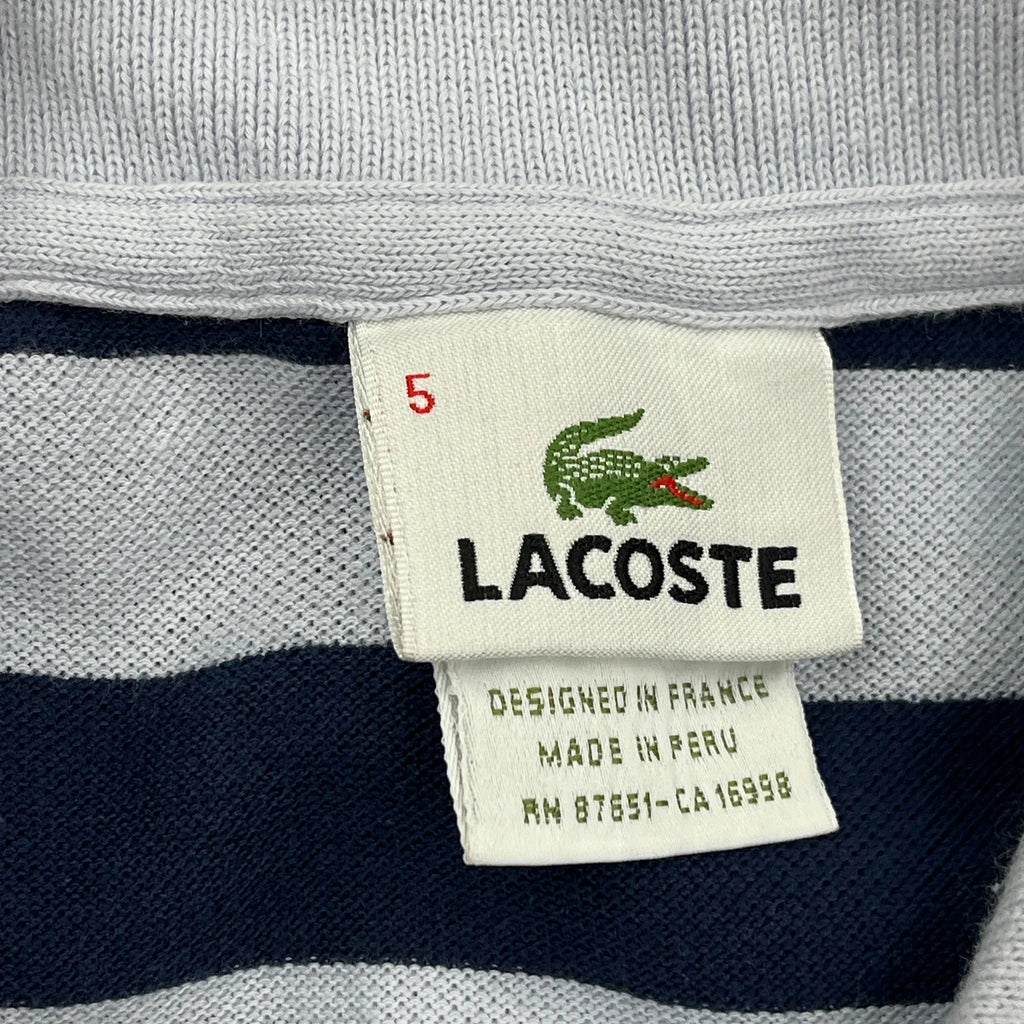 5
LACOSTE
DESIGNED IN FRANCE
MADE IN PERU
RN 87651-CA 16998